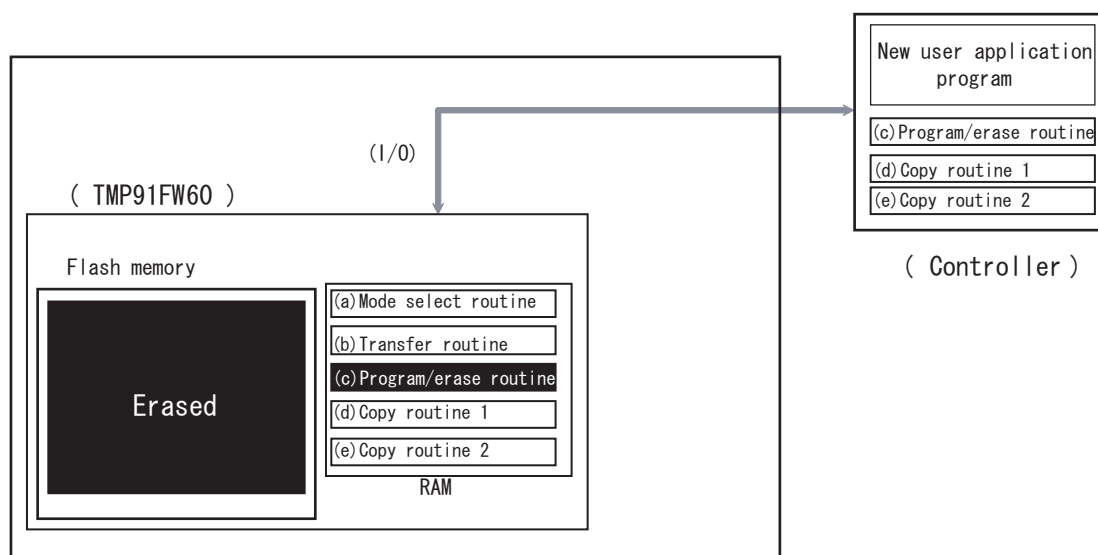 New user application
program
(I/O)
(c)Program/erase routine
(d)Copy routine 1
(e)Copy routine 2
( TMP91FW60 )
( Controller )
Flash memory
(a)Mode select routine
(b)Transfer routine
(c)Program/erase routine
Erased
(d)Copy routine 1
(e)Copy routine 2
RAM